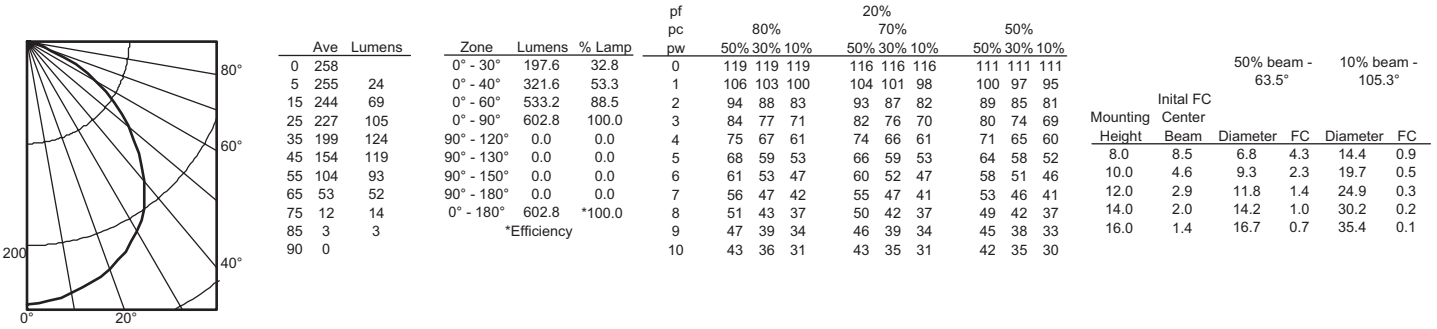 80°
60°
40°
200
0° 20°
Ave Lumens
0 258
5 255 24
15 244 69
25 227 105
35 199 124
45 154 119
55 104 93
65 53 52
75 12 14
85 3 3
90 0
Zone Lumens % Lamp
0° - 30° 197.6 32.8
0° - 40° 321.6 53.3
0° - 60° 533.2 88.5
0° - 90° 602.8 100.0
90° - 120° 0.0 0.0
90° - 130° 0.0 0.0
90° - 150° 0.0 0.0
90° - 180° 0.0 0.0
0° - 180° 602.8 *100.0
*Efficiency
pf 20%
pc 80% 70% 50%
pw 50% 30% 10% 50% 30% 10% 50% 30% 10%
0 119 119 119 116 116 116 111 111 111
1 106 103 100 104 101 98 100 97 95
2 94 88 83 93 87 82 89 85 81
3 84 77 71 82 76 70 80 74 69
4 75 67 61 74 66 61 71 65 60
5 68 59 53 66 59 53 64 58 52
6 61 53 47 60 52 47 58 51 46
7 56 47 42 55 47 41 53 46 41
8 51 43 37 50 42 37 49 42 37
9 47 39 34 46 39 34 45 38 33
10 43 36 31 43 35 31 42 35 30
50% beam - 10% beam -
63.5° 105.3°
Inital FC
Mounting Center
Height Beam Diameter FC Diameter FC
8.0 8.5 6.8 4.3 14.4 0.9
10.0 4.6 9.3 2.3 19.7 0.5
12.0 2.9 11.8 1.4 24.9 0.3
14.0 2.0 14.2 1.0 30.2 0.2
16.0 1.4 16.7 0.7 35.4 0.1